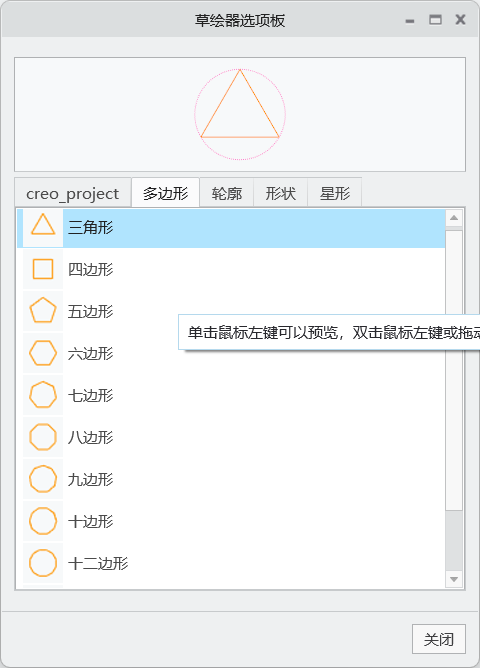 草绘器选项板
creo_project 多边形 轮廓 形状 星形
三角形
四边形
五边形
单击鼠标左键可以预览，双击鼠标左键或拖动
六边形
七边形
八边形
九边形
十边形
十二边形
关闭